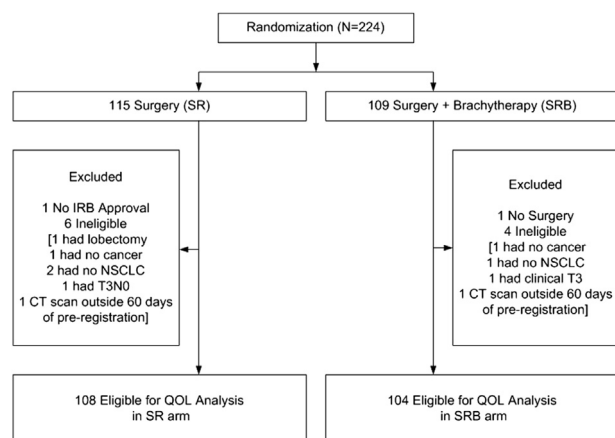 Randomization (N=224)
115 Surgery (SR)
109 Surgery + Brachytherapy (SRB)
Excluded
1 No IRB Approval
6 Ineligible
[1 had lobectomy
1 had no cancer
2 had no NSCLC
1 had T3N0
1 CT scan outside 60 days
of pre-registration]
Excluded
1 No Surgery
4 Ineligible
[1 had no cancer
1 had no NSCLC
1 had clinical T3
1 CT scan outside 60 days
of pre-registration]
108 Eligible for QOL Analysis
in SR arm
104 Eligible for QOL Analysis
in SRB arm